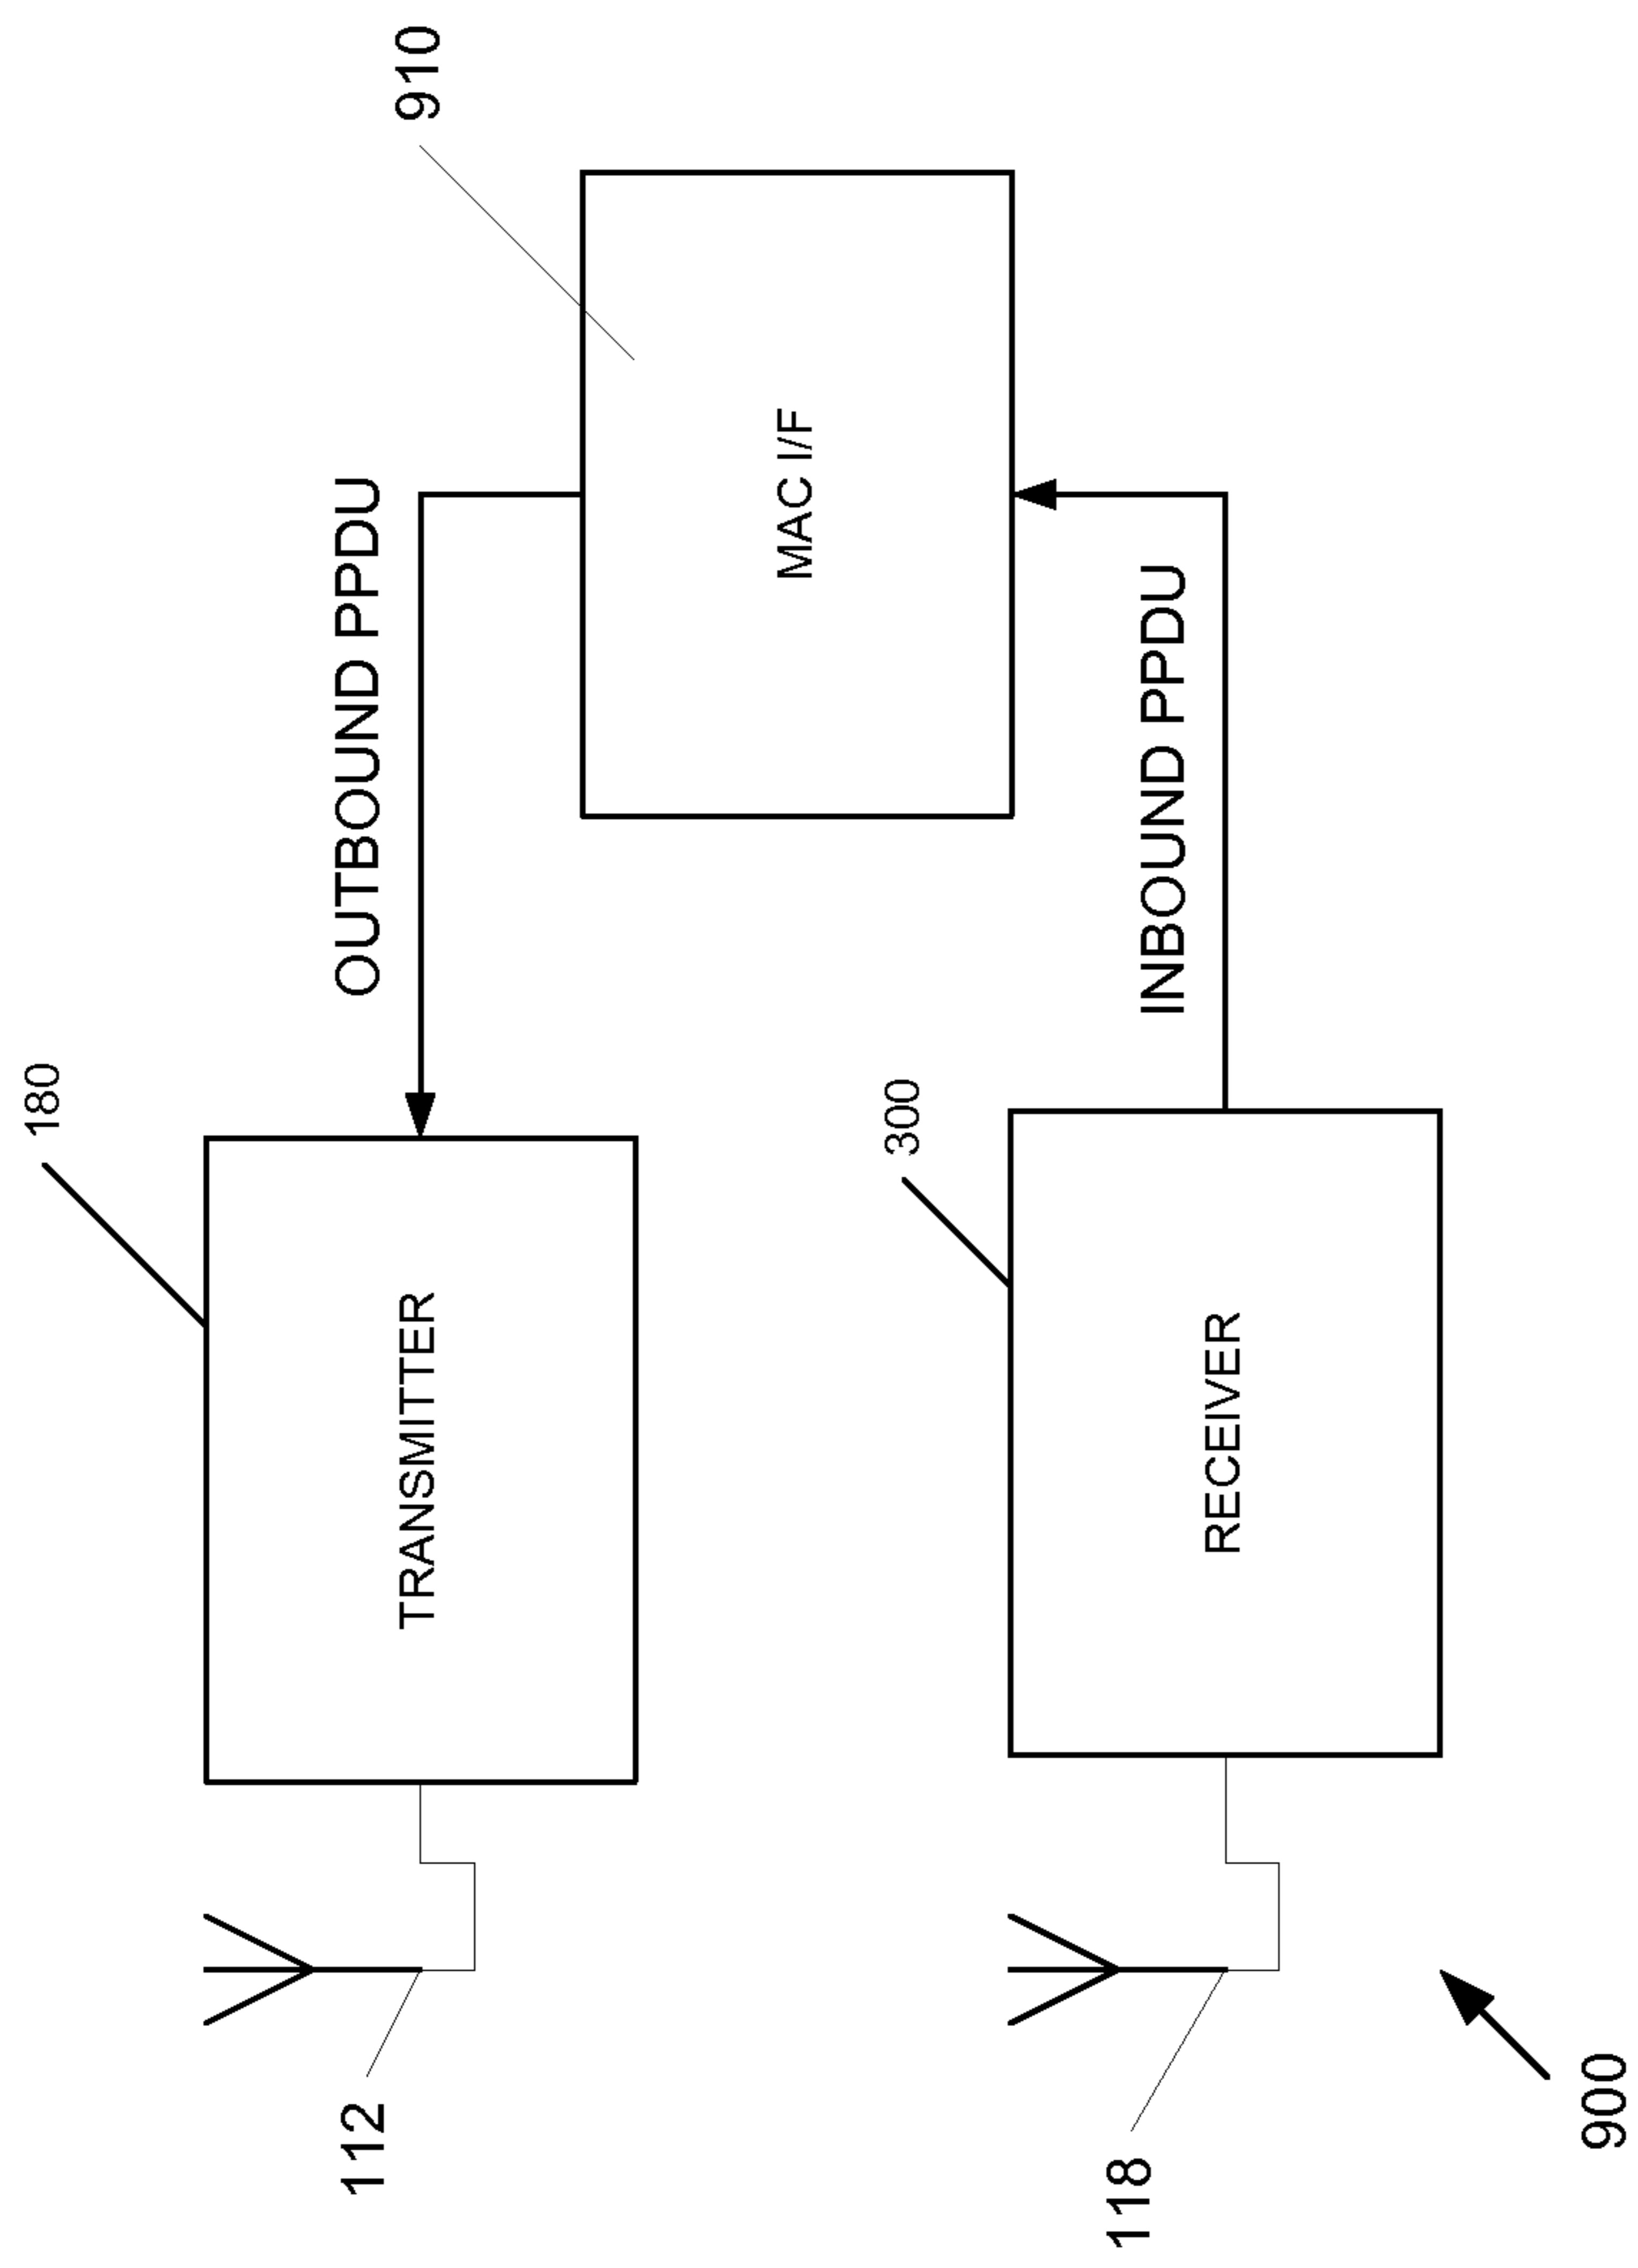 180
OUTBOUND PPDU
910
112
TRANSMITTER
MAC I/F
300
INBOUND PPDU
118
RECEIVER
900